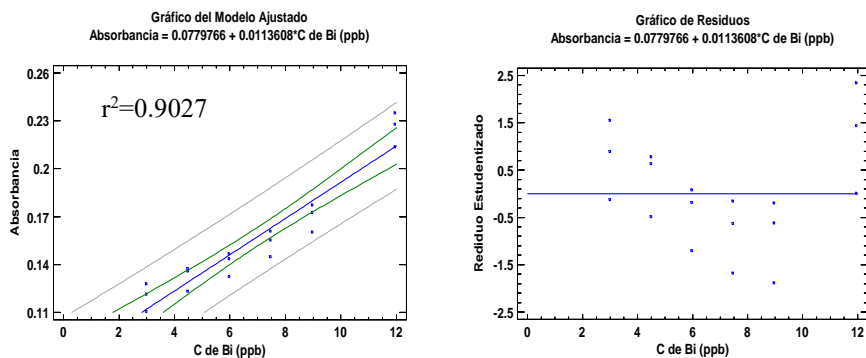 Gráfico del Modelo Ajustado
Absorbancia = 0.0779766 + 0.0113608*C de Bi (ppb)
r²=0.9027
Absorbancia
0.26
0.23
0.2
0.17
0.14
0.11
0 2 4 6 8 10 12
C de Bi (ppb)
Gráfico de Residuos
Absorbancia = 0.0779766 + 0.0113608*C de Bi (ppb)
Rediduo Estudentizado
2.5
1.5
0.5
-0.5
-1.5
-2.5
0 2 4 6 8 10 12
C de Bi (ppb)